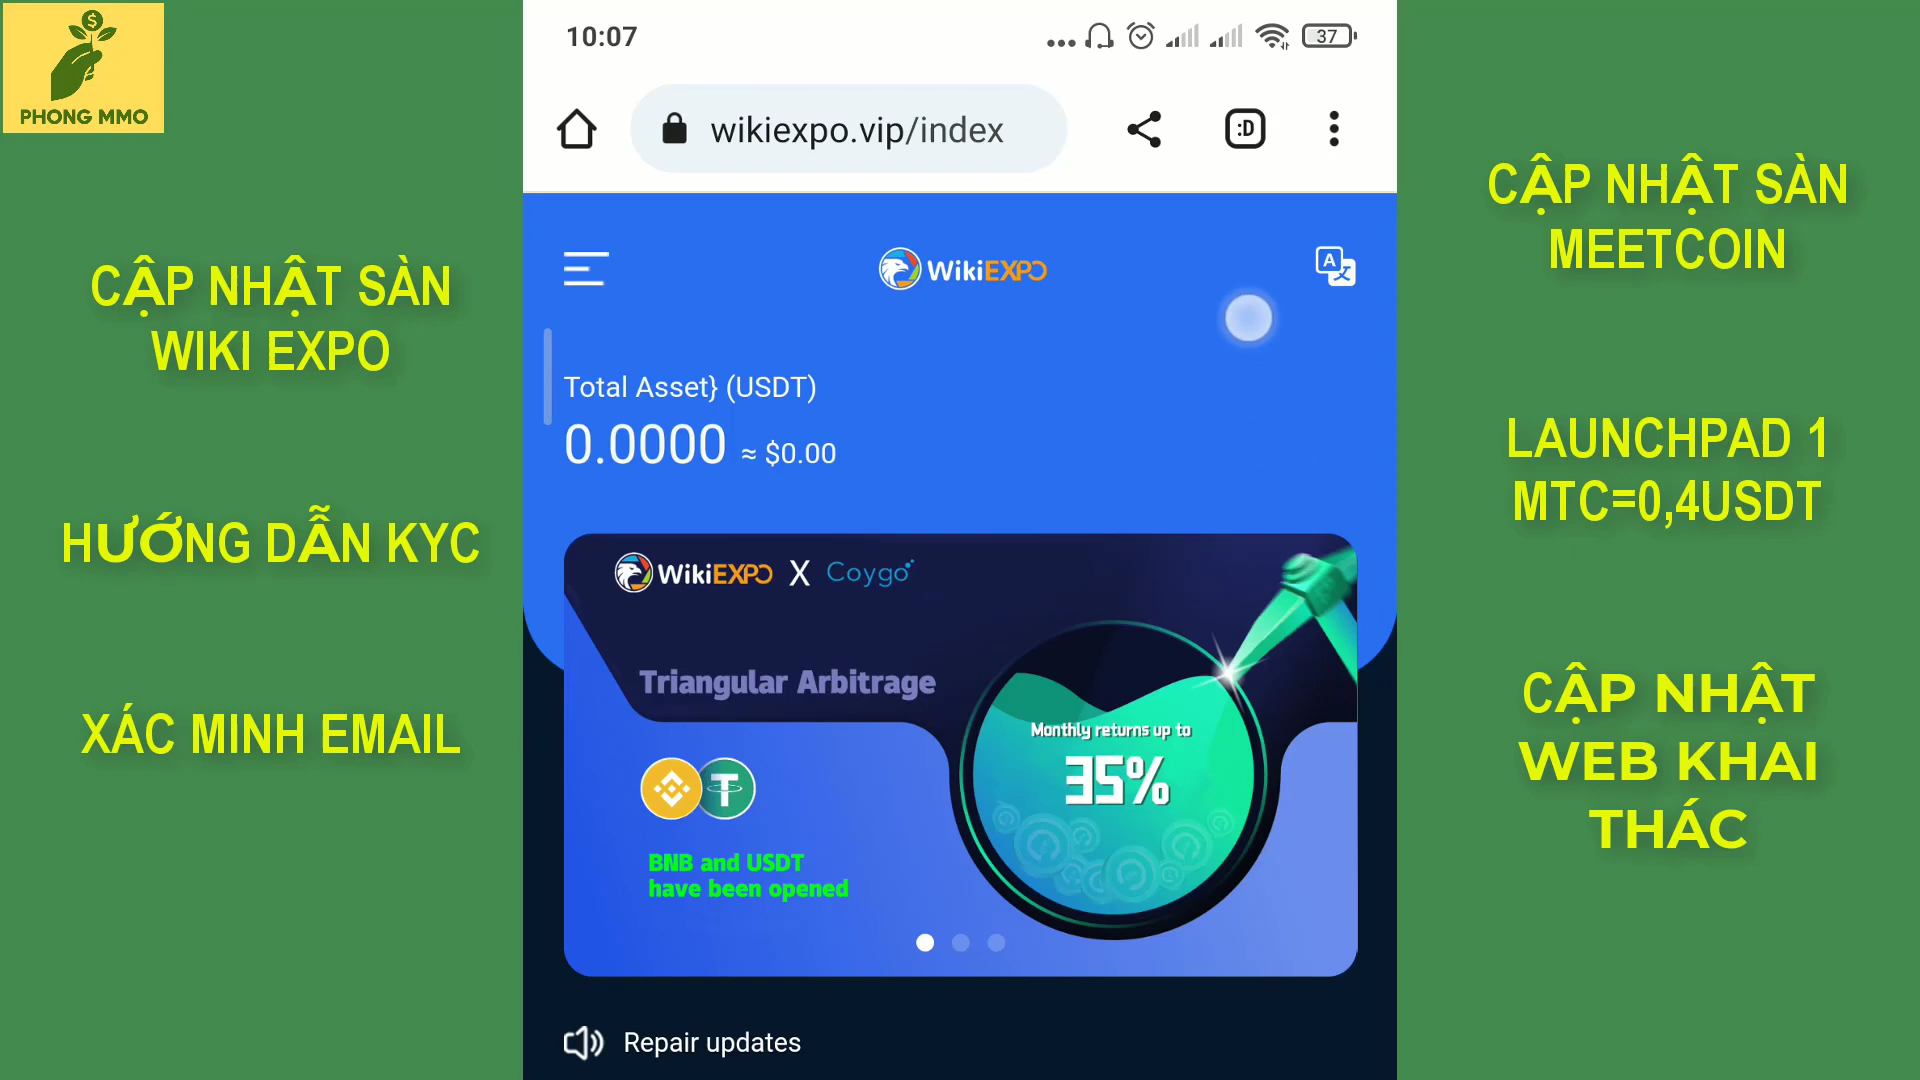 PHONG MMO
CẬP NHẬT SÀN
WIKI EXPO
HƯỚNG DẪN KYC
XÁC MINH EMAIL
10:07
37
wikiexpo.vip/index
:D
WikiEXPO
A
Total Asset} (USDT)
0.0000 ≈ $0.00
WikiEXPO X Coygo
Triangular Arbitrage
Monthly returns up to
35%
BNB and USDT
have been opened
Repair updates
CẬP NHẬT SÀN
MEETCOIN
LAUNCHPAD 1
MTC=0,4USDT
CẬP NHẬT
WEB KHAI
THÁC